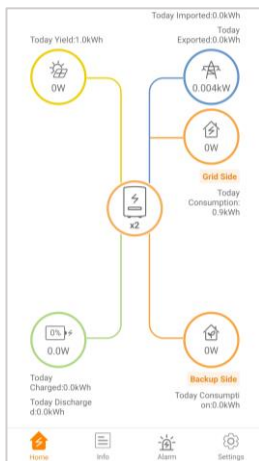 Today Imported:0.0kWh
Today Yield:1.0kWh
Today
Exported:0.0kWh
0W
0.004kW
0W
Grid Side
Today
Consumption:
0.9kWh
x2
0%
0.0W
0W
Today
Charged:0.0kWh
Today Discharge
d:0.0kWh
Backup Side
Today Consumpti
on:0.0kWh
Home
Info
Alarm
Settings